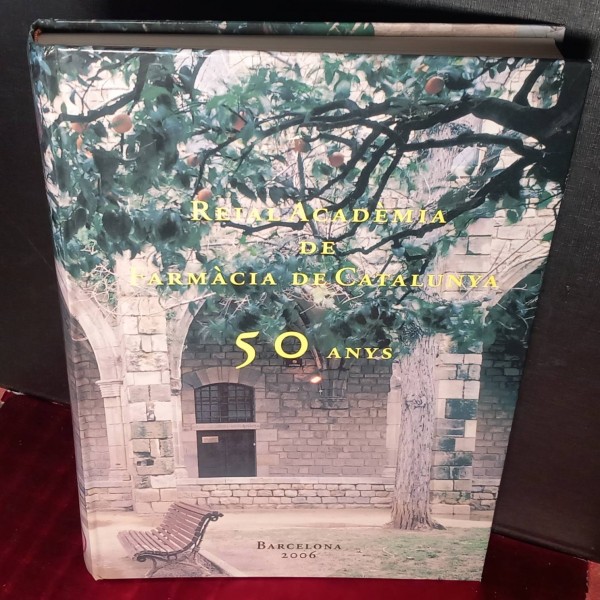 Reial Acadèmia
de
Farmàcia de Catalunya
50 anys
Barcelona
2006